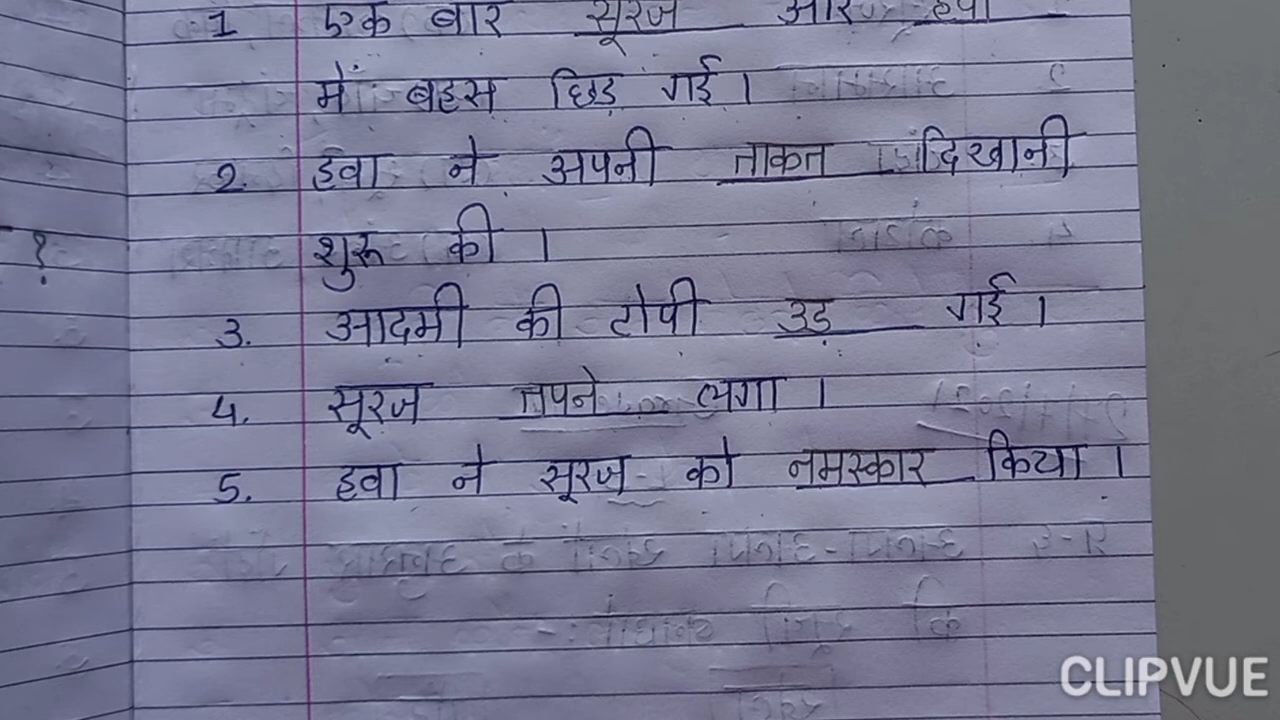 1 एक बार सूरज और हवा
में बहस छिड़ गई ।
2. हवा ने अपनी ताकत दिखानी
शुरू की ।
?
3. आदमी की टोपी उड़ गई ।
4. सूरज तपने लगा ।
5. हवा ने सूरज को नमस्कार किया ।
CLIPVUE